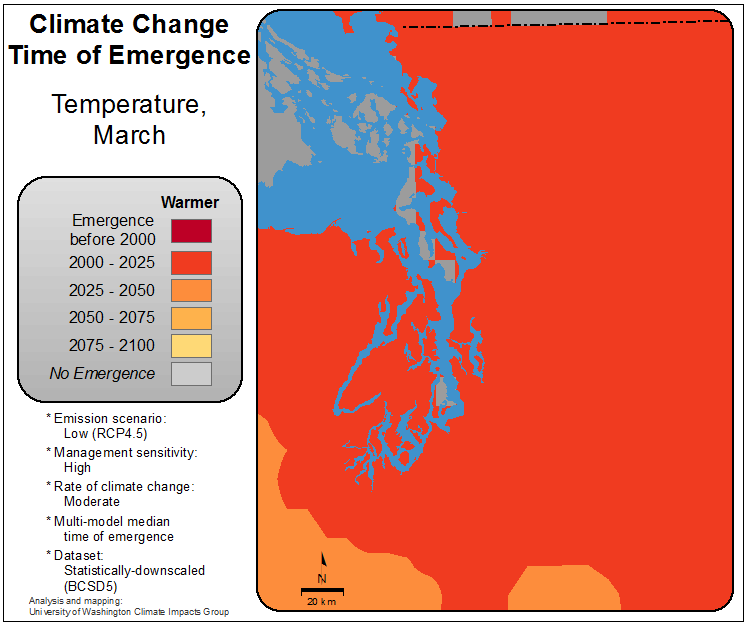 Climate Change
Time of Emergence
Temperature,
March
Warmer
Emergence
before 2000
2000 - 2025
2025 - 2050
2050 - 2075
2075 - 2100
No Emergence
* Emission scenario:
Low (RCP4.5)
* Management sensitivity:
High
* Rate of climate change:
Moderate
* Multi-model median
time of emergence
* Dataset:
Statistically-downscaled
(BCSD5)
Analysis and mapping:
University of Washington Climate Impacts Group
N
20 km